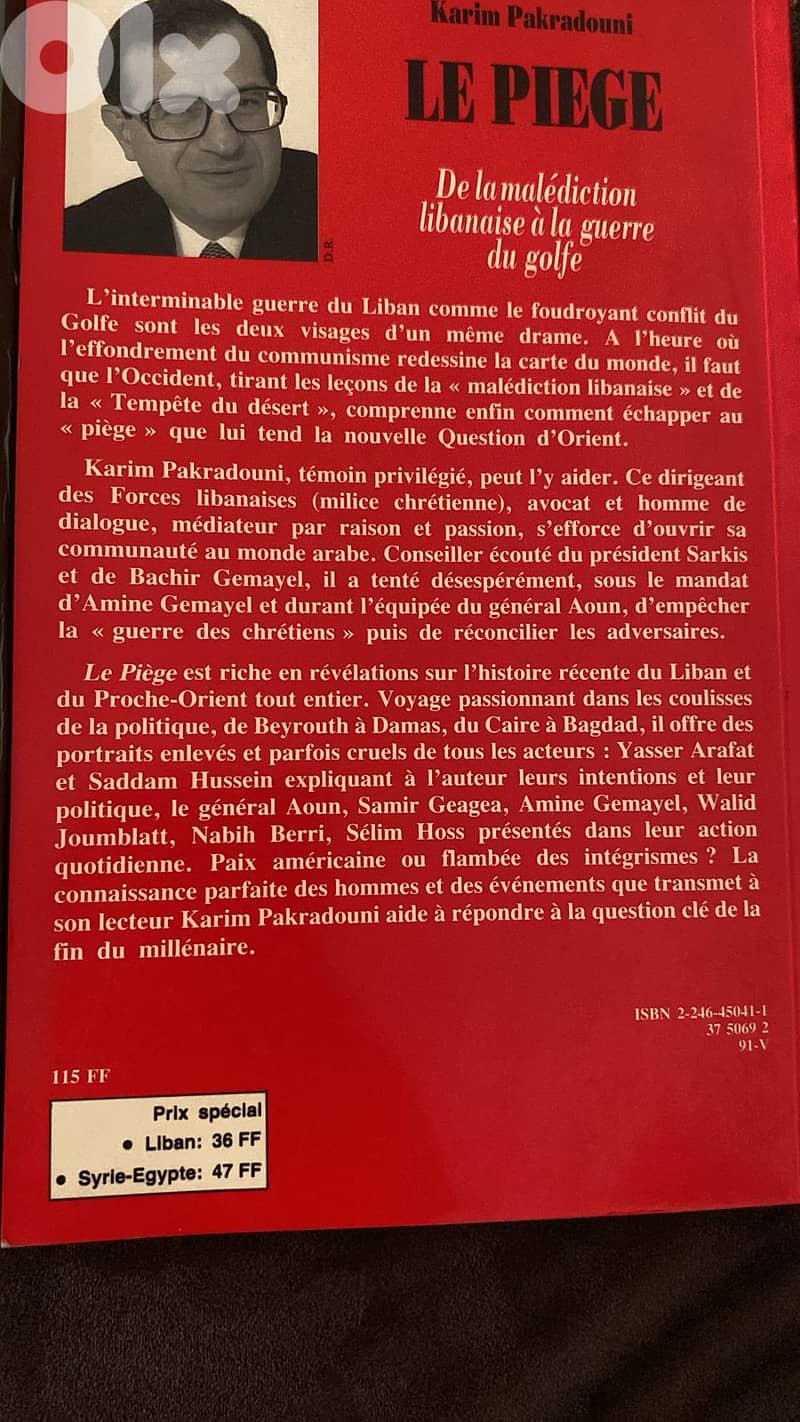 olx
Karim Pakradouni
LE PIEGE
De la malédiction
libanaise à la guerre
du golfe
D.R.
L'interminable guerre du Liban comme le foudroyant conflit du
Golfe sont les deux visages d'un même drame. A l'heure où
l'effondrement du communisme redessine la carte du monde, il faut
que l'Occident, tirant les leçons de la « malédiction libanaise » et de
la « Tempête du désert », comprenne enfin comment échapper au
« piège » que lui tend la nouvelle Question d'Orient.
Karim Pakradouni, témoin privilégié, peut l'y aider. Ce dirigeant
des Forces libanaises (milice chrétienne), avocat et homme de
dialogue, médiateur par raison et passion, s'efforce d'ouvrir sa
communauté au monde arabe. Conseiller écouté du président Sarkis
et de Bachir Gemayel, il a tenté désespérément, sous le mandat
d'Amine Gemayel et durant l'équipée du général Aoun, d'empêcher
la « guerre des chrétiens » puis de réconcilier les adversaires.
Le Piège est riche en révélations sur l'histoire récente du Liban et
du Proche-Orient tout entier. Voyage passionnant dans les coulisses
de la politique, de Beyrouth à Damas, du Caire à Bagdad, il offre des
portraits enlevés et parfois cruels de tous les acteurs : Yasser Arafat
et Saddam Hussein expliquant à l'auteur leurs intentions et leur
politique, le général Aoun, Samir Geagea, Amine Gemayel, Walid
Joumblatt, Nabih Berri, Sélim Hoss présentés dans leur action
quotidienne. Paix américaine ou flambée des intégrismes ? La
connaissance parfaite des hommes et des événements que transmet à
son lecteur Karim Pakradouni aide à répondre à la question clé de la
fin du millénaire.
ISBN 2-246-45041-1
37 5069 2
91-V
115 FF
Prix spécial
• Liban: 36 FF
• Syrie-Egypte: 47 FF